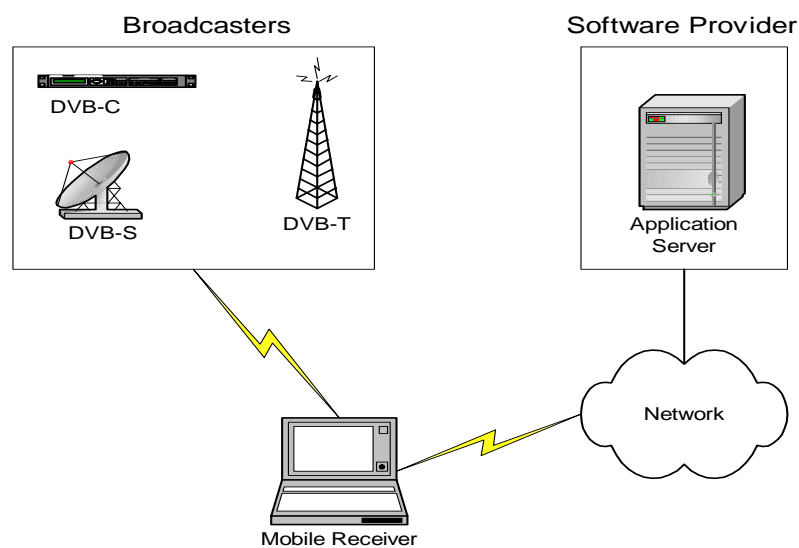 Broadcasters
Software Provider
DVB-C
DVB-S
DVB-T
Application
Server
Network
Mobile Receiver